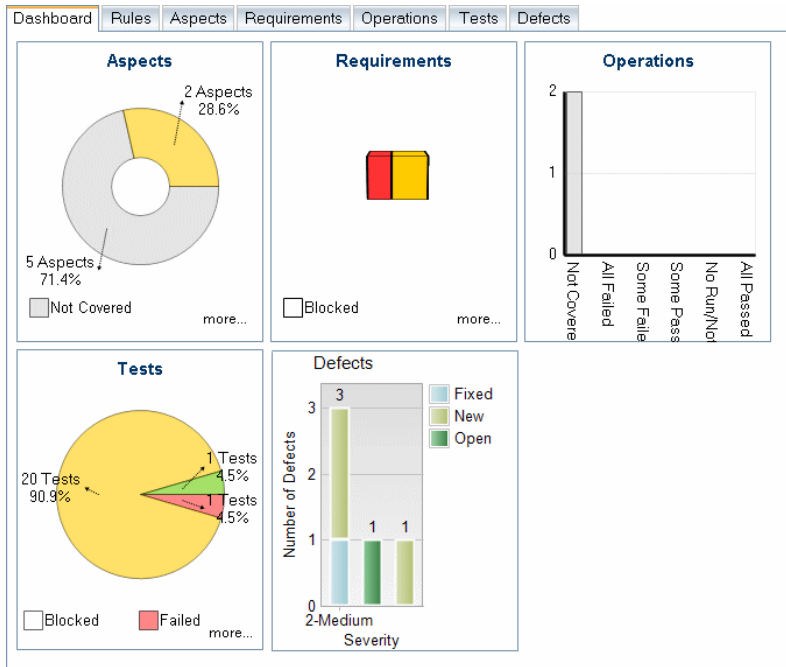 Dashboard Rules Aspects Requirements Operations Tests Defects
Aspects
2 Aspects
28.6%
5 Aspects
71.4%
Not Covered
more...
Requirements
Blocked
more...
Operations
2
1
0
Not Covere
All Failed
Some Faile
Some Pass
No Run/Not
All Passed
Tests
1 Tests
4.5%
20 Tests
90.9%
1 Tests
4.5%
Blocked
Failed
more...
Defects
Fixed
New
Open
Number of Defects
3
2
1
0
3
1
1
2-Medium
Severity